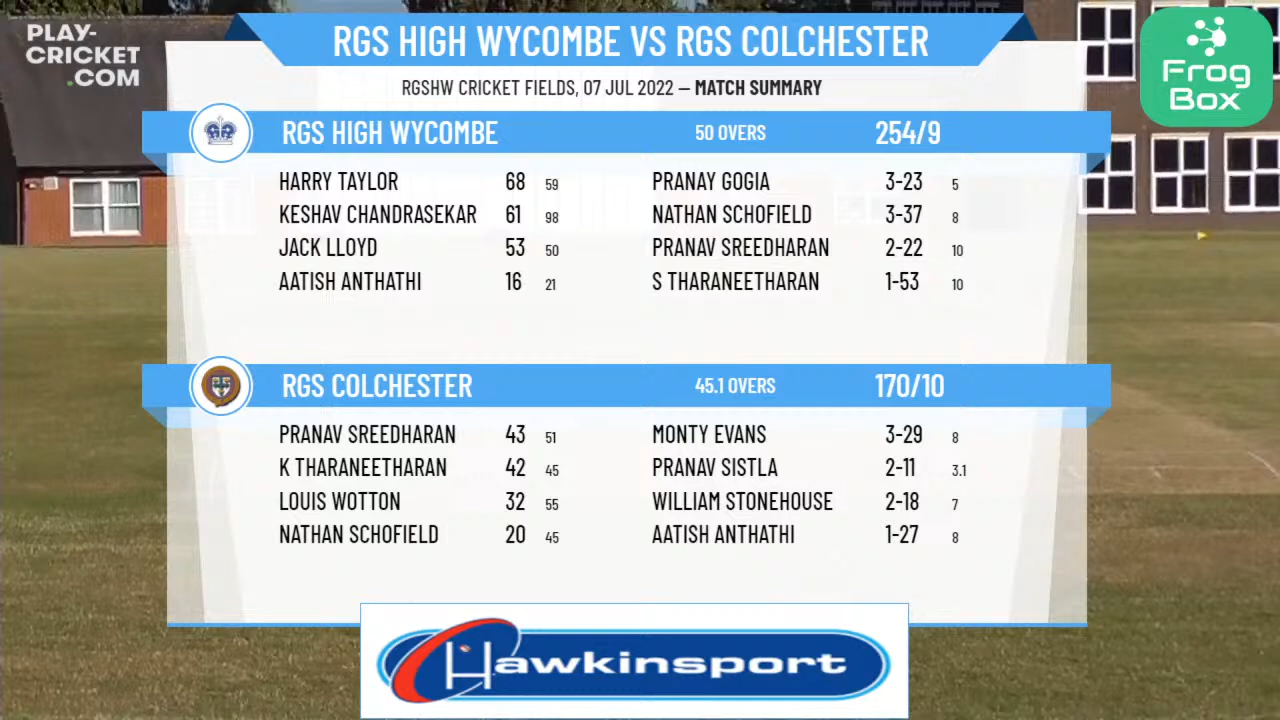 PLAY-
CRICKET
.COM
RGS HIGH WYCOMBE VS RGS COLCHESTER
Frog
Box
RGSHW CRICKET FIELDS, 07 JUL 2022 – MATCH SUMMARY
RGS HIGH WYCOMBE 50 OVERS 254/9
HARRY TAYLOR 68 59 PRANAY GOGIA 3-23 5
KESHAV CHANDRASEKAR 61 98 NATHAN SCHOFIELD 3-37 8
JACK LLOYD 53 50 PRANAV SREEDHARAN 2-22 10
AATISH ANTHATHI 16 21 S THARANEETHARAN 1-53 10
RGS COLCHESTER 45.1 OVERS 170/10
PRANAV SREEDHARAN 43 51 MONTY EVANS 3-29 8
K THARANEETHARAN 42 45 PRANAV SISTLA 2-11 3.1
LOUIS WOTTON 32 55 WILLIAM STONEHOUSE 2-18 7
NATHAN SCHOFIELD 20 45 AATISH ANTHATHI 1-27 8
Hawkinsport